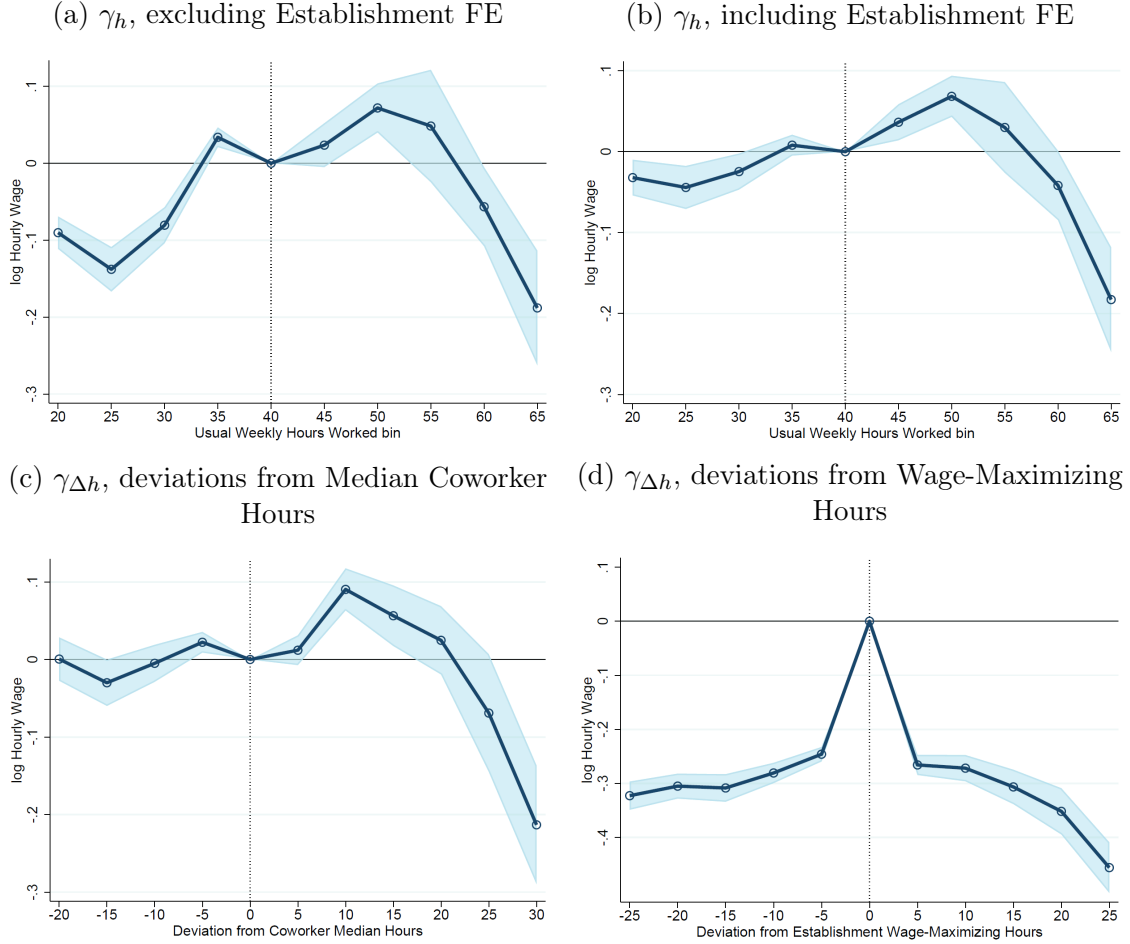 (a) γh, excluding Establishment FE
.1
0
-.1
-.2
-.3
log Hourly Wage
20 25 30 35 40 45 50 55 60 65
Usual Weekly Hours Worked bin
(b) γh, including Establishment FE
.1
0
-.1
-.2
-.3
log Hourly Wage
20 25 30 35 40 45 50 55 60 65
Usual Weekly Hours Worked bin
(c) γΔh, deviations from Median Coworker
Hours
.1
0
-.1
-.2
-.3
log Hourly Wage
-20 -15 -10 -5 0 5 10 15 20 25 30
Deviation from Coworker Median Hours
(d) γΔh, deviations from Wage-Maximizing
Hours
.1
0
-.1
-.2
-.3
-.4
log Hourly Wage
-25 -20 -15 -10 -5 0 5 10 15 20 25
Deviation from Establishment Wage-Maximizing Hours